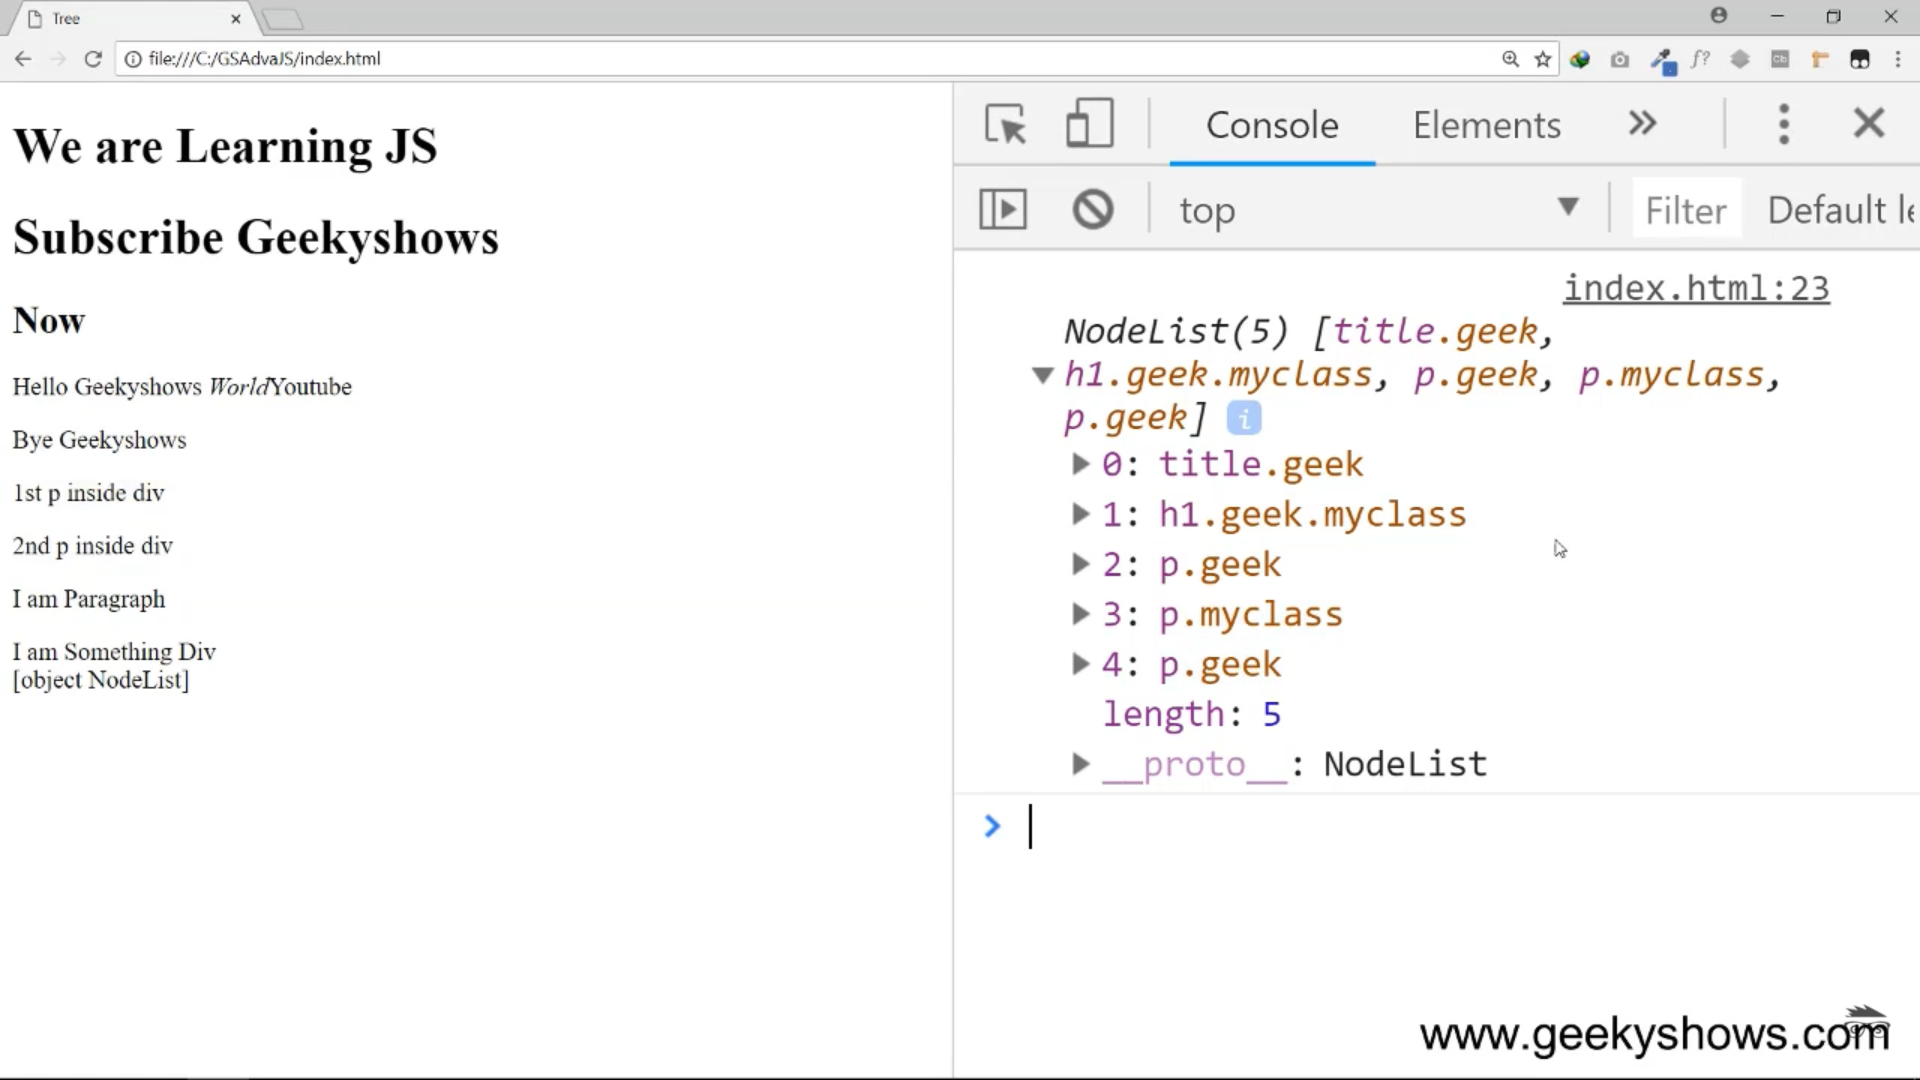 Tree
file:///C:/GSAdvaJS/index.html
We are Learning JS
Subscribe Geekyshows
Now
Hello Geekyshows WorldYoutube
Bye Geekyshows
1st p inside div
2nd p inside div
I am Paragraph
I am Something Div
[object NodeList]
Console Elements
top Filter Default le
index.html:23
NodeList(5) [title.geek,
h1.geek.myclass, p.geek, p.myclass,
p.geek] i
0: title.geek
1: h1.geek.myclass
2: p.geek
3: p.myclass
4: p.geek
length: 5
__proto__: NodeList
www.geekyshows.com